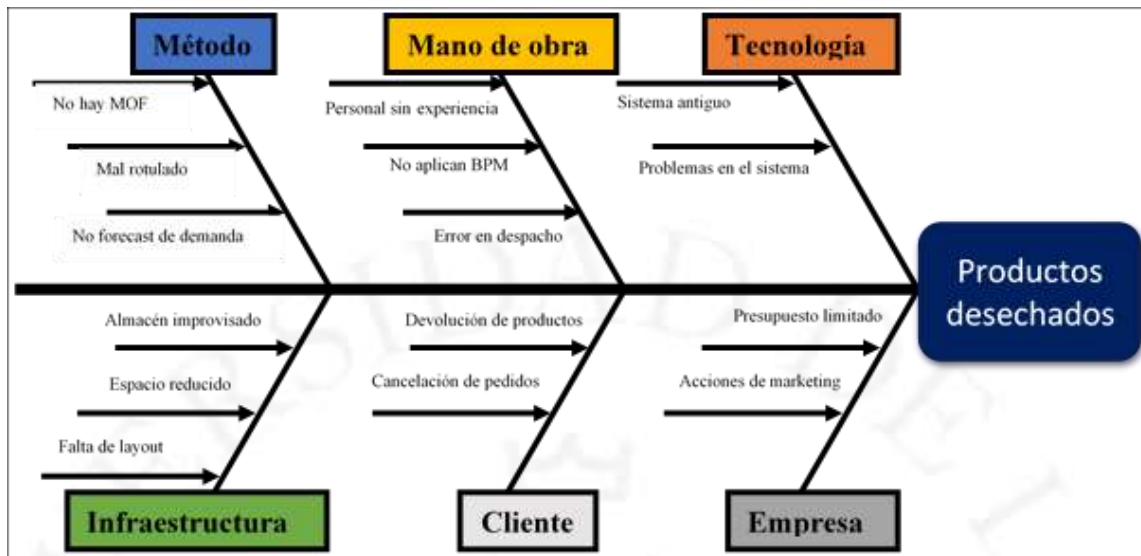 Método
Mano de obra
Tecnología
No hay MOF
Mal rotulado
No forecast de demanda
Personal sin experiencia
No aplican BPM
Error en despacho
Sistema antiguo
Problemas en el sistema
Productos
desechados
Almacén improvisado
Espacio reducido
Falta de layout
Devolución de productos
Cancelación de pedidos
Presupuesto limitado
Acciones de marketing
Infraestructura
Cliente
Empresa